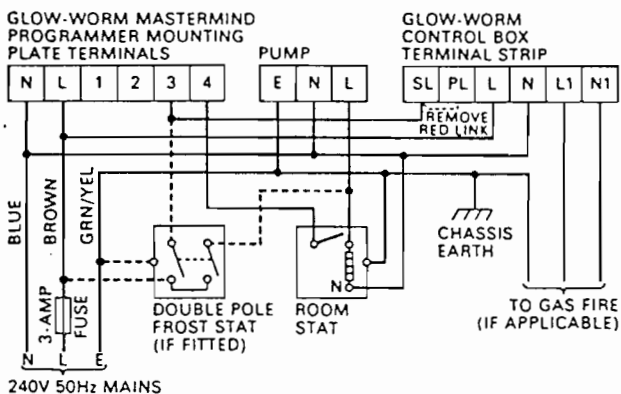 GLOW-WORM MASTERMIND
PROGRAMMER MOUNTING
PLATE TERMINALS
N L 1 2 3 4
PUMP
E N L
GLOW-WORM
CONTROL BOX
TERMINAL STRIP
SL PL L N L1 N1
REMOVE
RED LINK
BLUE
BROWN
GRN/YEL
3-AMP
FUSE
N L E
240V 50Hz MAINS
DOUBLE POLE
FROST STAT
(IF FITTED)
N
ROOM
STAT
CHASSIS
EARTH
TO GAS FIRE
(IF APPLICABLE)